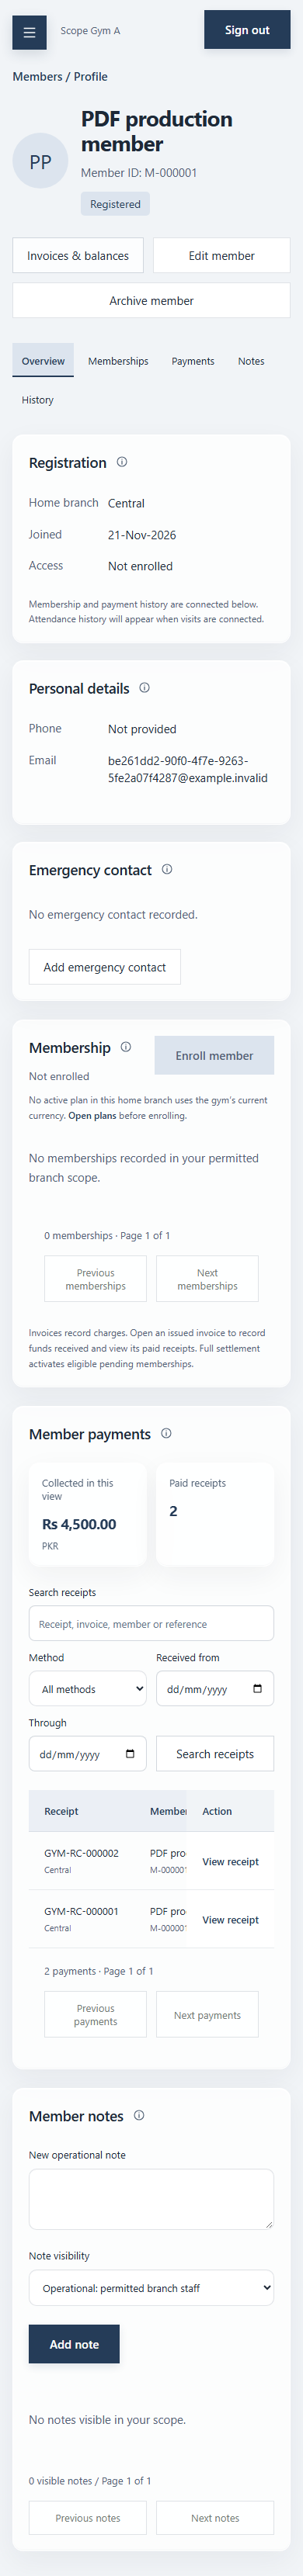 Scope Gym A
Sign out
Members / Profile
PP
PDF production
member
Member ID: M-000001
Registered
Invoices & balances
Edit member
Archive member
Overview
Memberships
Payments
Notes
History
Registration
Home branch
Central
Joined
21-Nov-2026
Access
Not enrolled
Membership and payment history are connected below.
Attendance history will appear when visits are connected.
Personal details
Phone
Not provided
Email
be261dd2-90f0-4f7e-9263-
5fe2a07f4287@example.invalid
Emergency contact
No emergency contact recorded.
Add emergency contact
Membership
Enroll member
Not enrolled
No active plan in this home branch uses the gym's current
currency. Open plans before enrolling.
No memberships recorded in your permitted
branch scope.
0 memberships · Page 1 of 1
Previous
memberships
Next
memberships
Invoices record charges. Open an issued invoice to record
funds received and view its paid receipts. Full settlement
activates eligible pending memberships.
Member payments
Collected in this
view
Rs 4,500.00
PKR
Paid receipts
2
Search receipts
Receipt, invoice, member or reference
Method
Received from
All methods
dd/mm/yyyy
Through
dd/mm/yyyy
Search receipts
Receipt
Member
Action
GYM-RC-000002
Central
PDF pro
M-000001
View receipt
GYM-RC-000001
Central
PDF pro
M-000001
View receipt
2 payments · Page 1 of 1
Previous
payments
Next payments
Member notes
New operational note
Note visibility
Operational: permitted branch staff
Add note
No notes visible in your scope.
0 visible notes / Page 1 of 1
Previous notes
Next notes